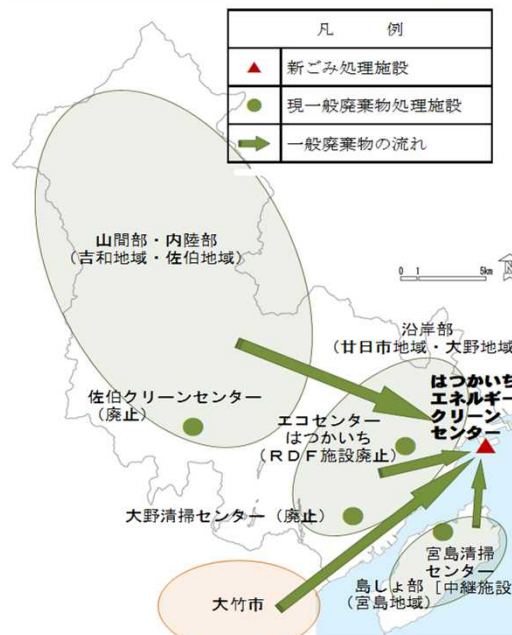 凡 例
新ごみ処理施設
現一般廃棄物処理施設
一般廃棄物の流れ
山間部・内陸部
（吉和地域・佐伯地域）
0 1 5km
沿岸部
（廿日市地域・大野地域
はつかいち
エネルギー
クリーン
センター
佐伯クリーンセンター
（廃止）
エコセンター
はつかいち
（ＲＤＦ施設廃止）
大野清掃センター（廃止）
宮島清掃
センター
［中継施設
島しょ部
（宮島地域）
大竹市